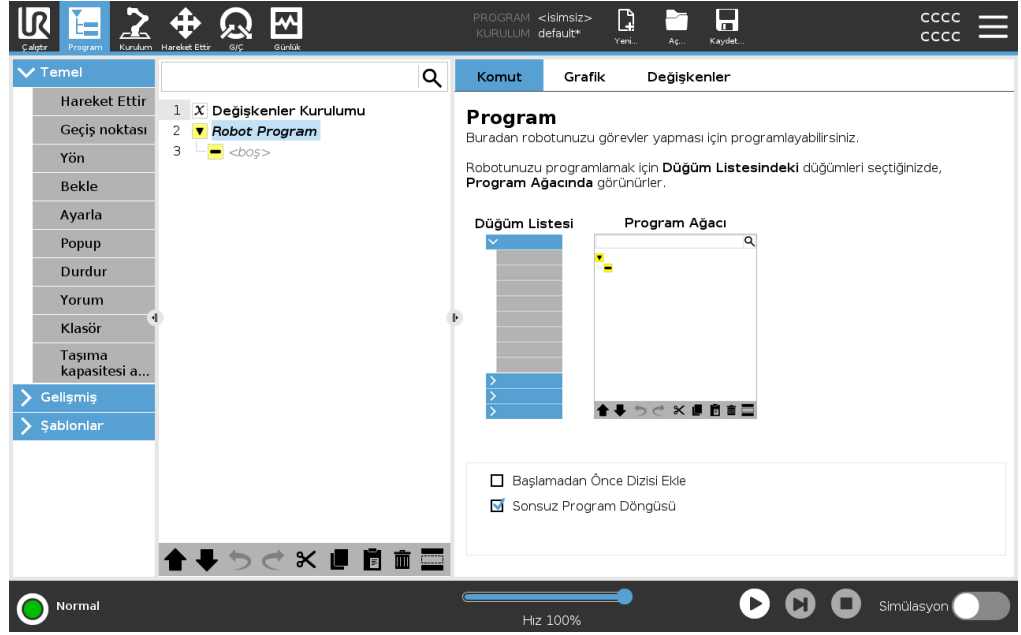 UR
Çalıştır
Program
Kurulum
Hareket Ettir
G/Ç
Günlük
PROGRAM <isimsiz>
KURULUM default*
Yeni...
Aç...
Kaydet...
CCCC
CCCC
Temel
Hareket Ettir
Geçiş noktası
Yön
Bekle
Ayarla
Popup
Durdur
Yorum
Klasör
Taşıma
kapasitesi a...
Gelişmiş
Şablonlar
1 X Değişkenler Kurulumu
2 Robot Program
3 <boş>
Komut Grafik Değişkenler
Program
Buradan robotunuzu görevler yapması için programlayabilirsiniz.
Robotunuzu programlamak için Düğüm Listesindeki düğümleri seçtiğinizde,
Program Ağacında görünürler.
Düğüm Listesi Program Ağacı
Başlamadan Önce Dizisi Ekle
Sonsuz Program Döngüsü
Normal
Hız 100%
Simülasyon